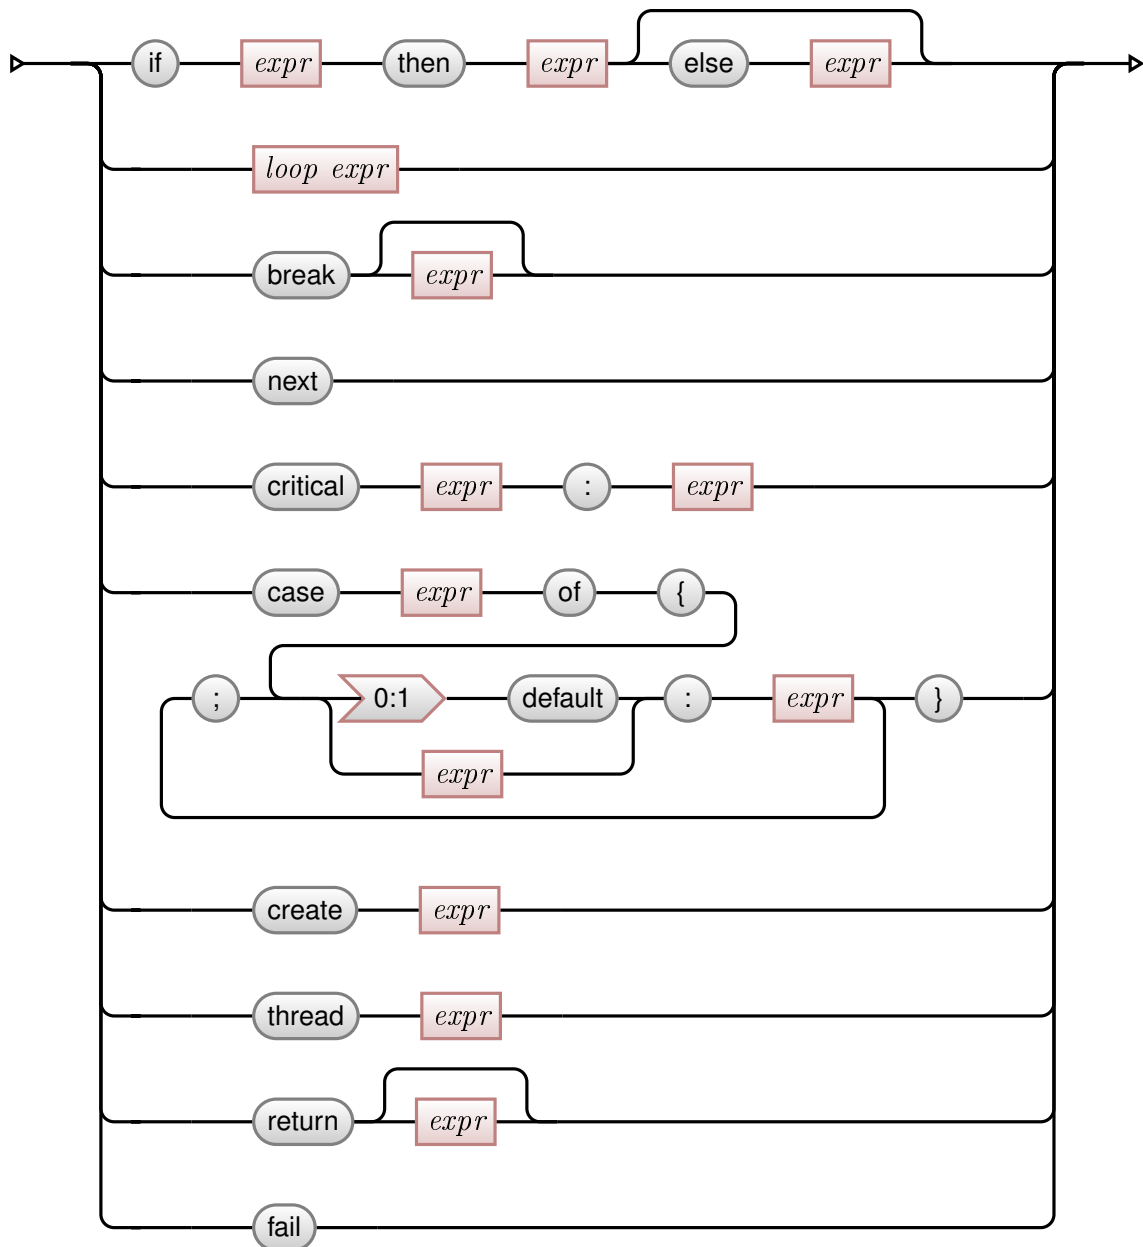 if expr then expr else expr
loop expr
break expr
next
critical expr : expr
case expr of {
; 0:1 default : expr }
expr
create expr
thread expr
return expr
fail